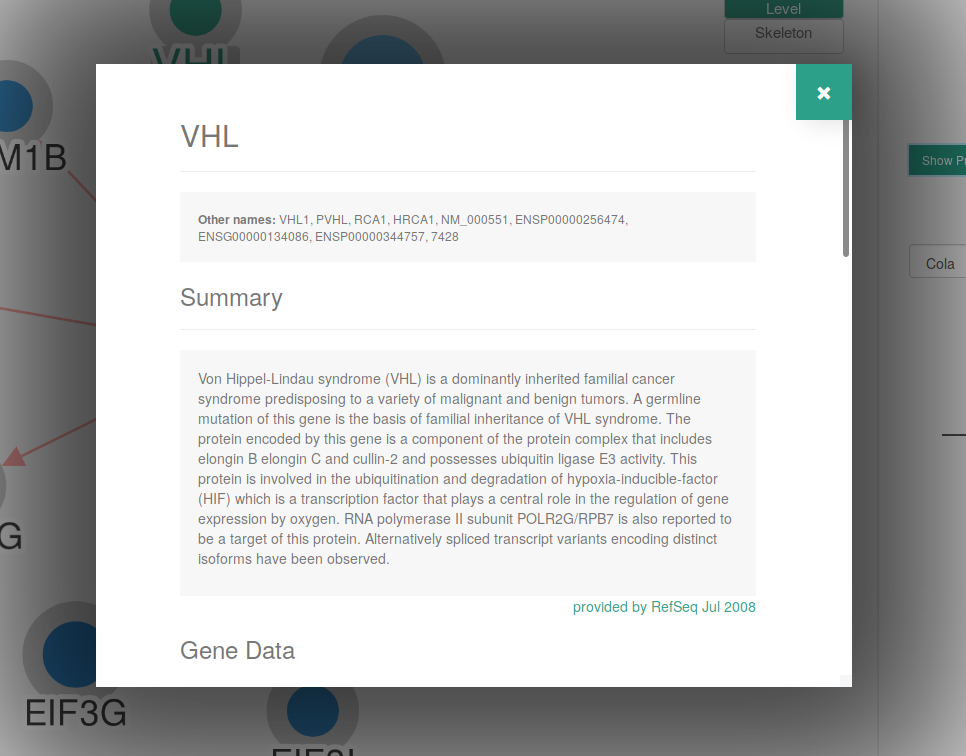 Level
Skeleton
VHL
M1B
Show
Cola
G
EIF3G
VHL
Other names: VHL1, PVHL, RCA1, HRCA1, NM_000551, ENSP00000256474,
ENSG00000134086, ENSP00000344757, 7428
Summary
Von Hippel-Lindau syndrome (VHL) is a dominantly inherited familial cancer
syndrome predisposing to a variety of malignant and benign tumors. A germline
mutation of this gene is the basis of familial inheritance of VHL syndrome. The
protein encoded by this gene is a component of the protein complex that includes
elongin B elongin C and cullin-2 and possesses ubiquitin ligase E3 activity. This
protein is involved in the ubiquitination and degradation of hypoxia-inducible-factor
(HIF) which is a transcription factor that plays a central role in the regulation of gene
expression by oxygen. RNA polymerase II subunit POLR2G/RPB7 is also reported to
be a target of this protein. Alternatively spliced transcript variants encoding distinct
isoforms have been observed.
provided by RefSeq Jul 2008
Gene Data